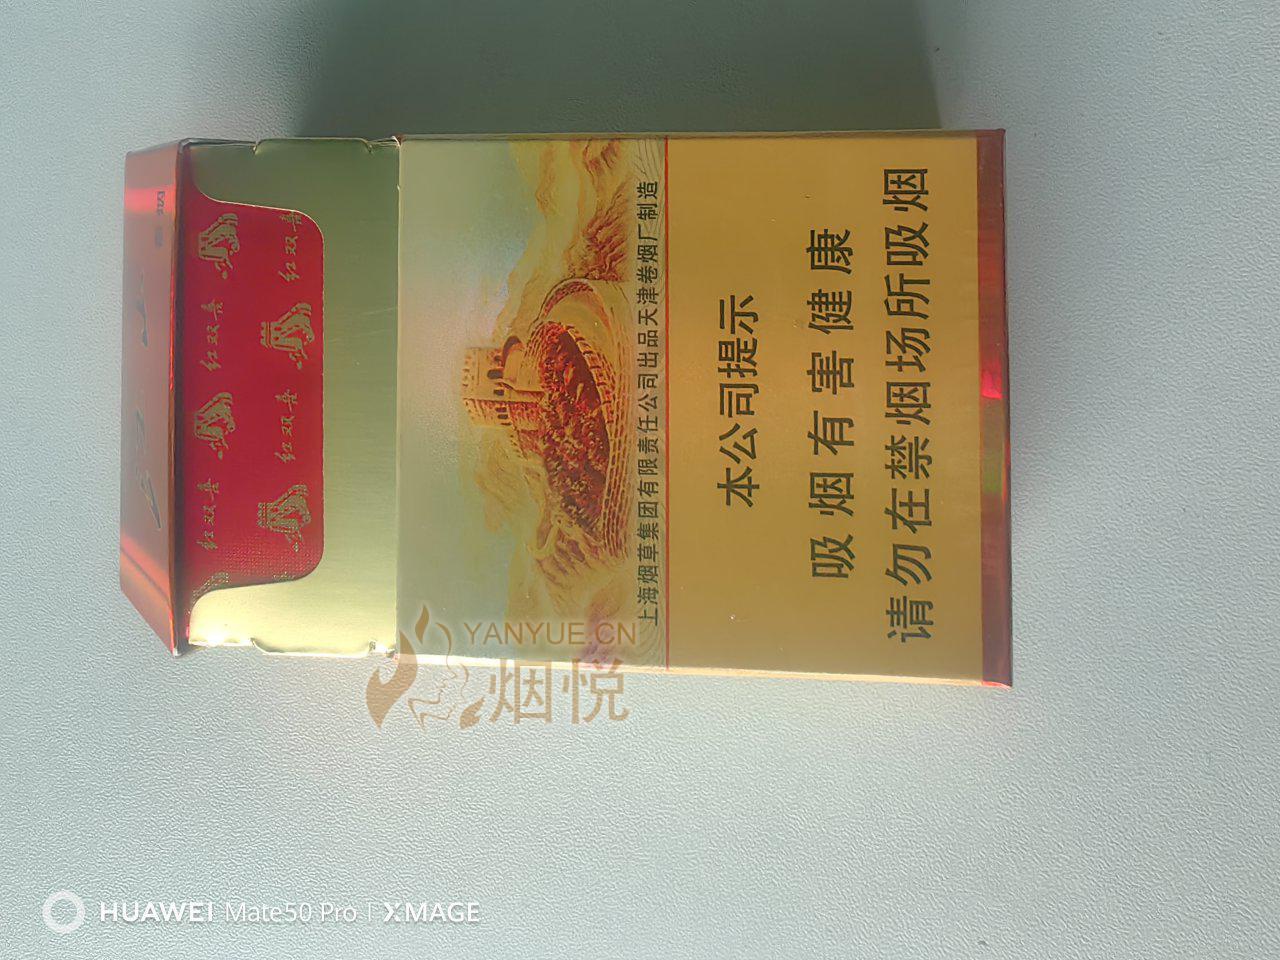 红双喜
红双喜
红双喜
红双喜
上海烟草集团有限责任公司出品天津卷烟厂制造
本公司提示
吸烟有害健康
请勿在禁烟场所吸烟
YANYUE.CN
烟悦
HUAWEI Mate50 Pro | XMAGE